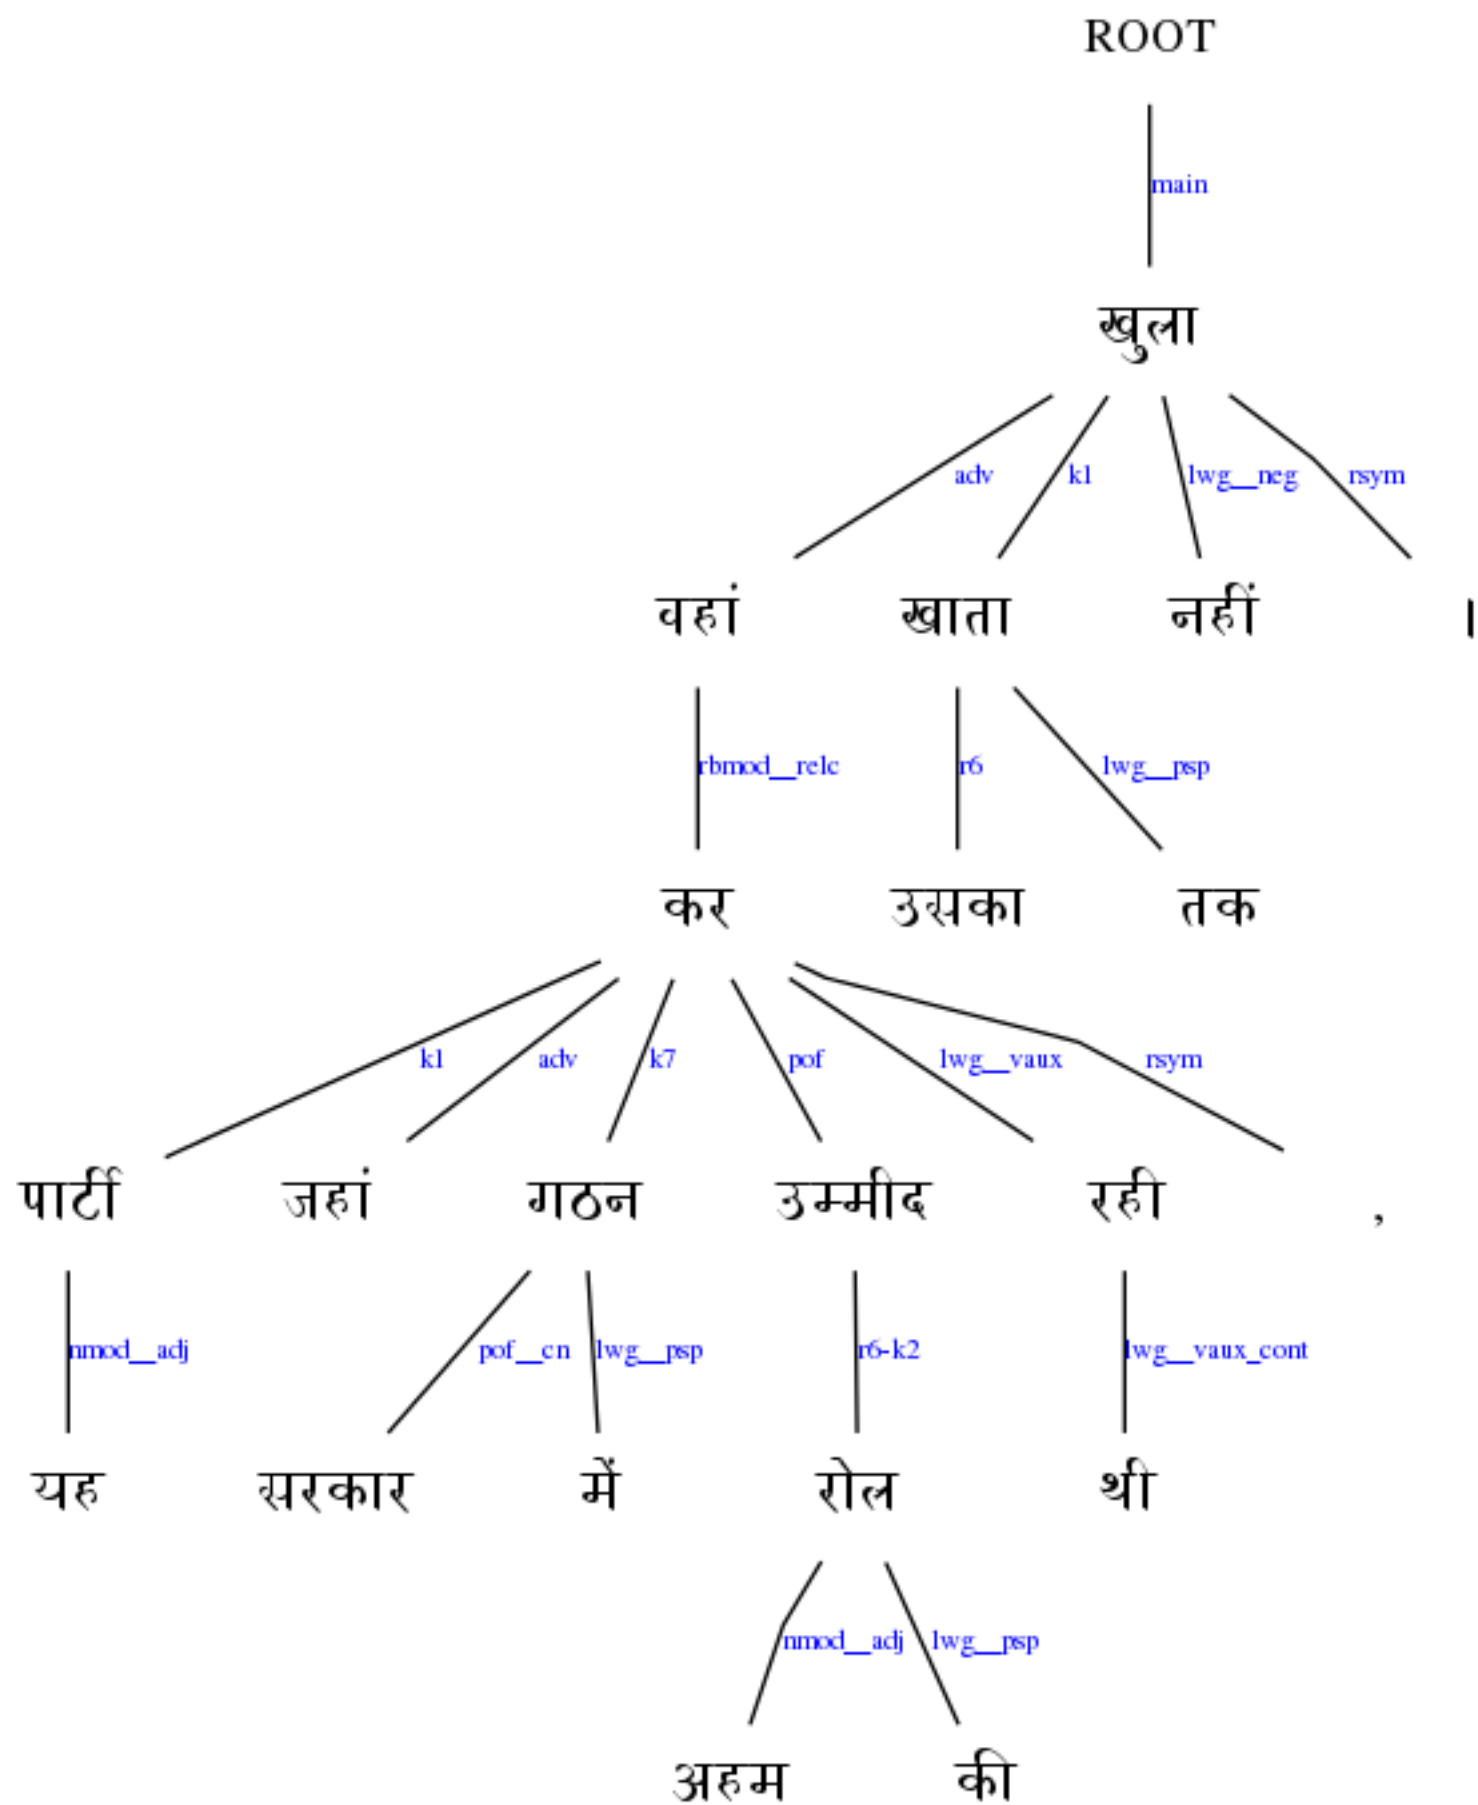 ROOT
main
खुला
adv k1 lwg__neg rsym
वहां खाता नहीं ।
rbmod__relc r6 lwg__psp
कर उसका तक
k1 adv k7 pof lwg__vaux rsym
पार्टी जहां गठन उम्मीद रही ,
nmod__adj pof__cn lwg__psp r6-k2 lwg__vaux_cont
यह सरकार में रोल थी
nmod__adj lwg__psp
अहम की